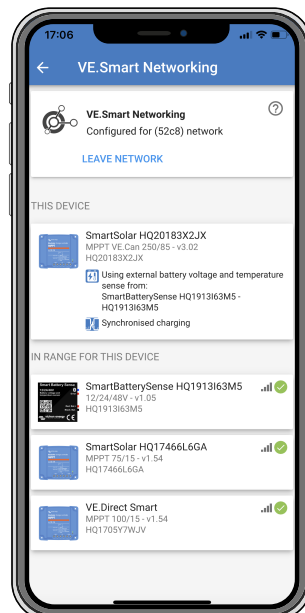 17:06
VE.Smart Networking
VE.Smart Networking
Configured for (52c8) network
LEAVE NETWORK
THIS DEVICE
SmartSolar HQ20183X2JX
MPPT VE.Can 250/85 - v3.02
HQ20183X2JX
Using external battery voltage and temperature
sense from:
SmartBatterySense HQ1913I63M5 -
HQ1913I63M5
Synchronised charging
IN RANGE FOR THIS DEVICE
Smart Battery Sense
SmartBatterySense HQ1913I63M5
12/24/48V - v1.05
HQ1913I63M5
SmartSolar HQ17466L6GA
MPPT 75/15 - v1.54
HQ17466L6GA
VE.Direct Smart
MPPT 100/15 - v1.54
HQ1705Y7WJV